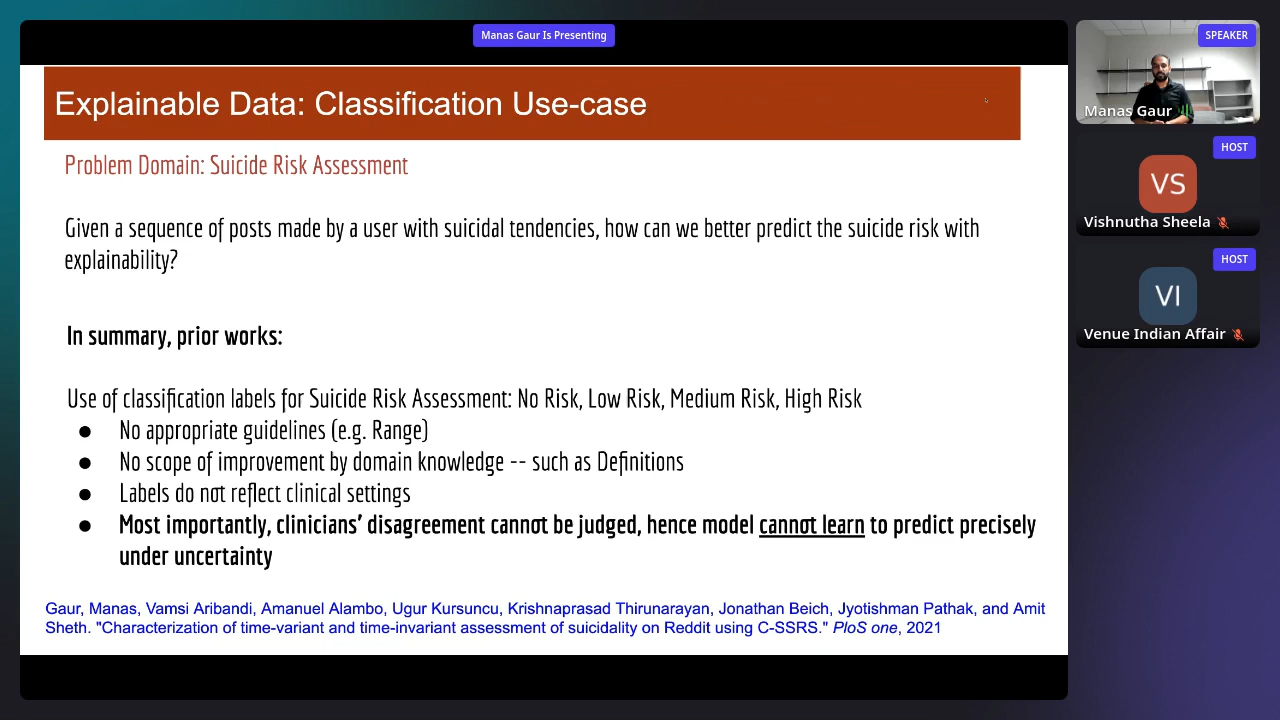 Manas Gaur Is Presenting
Explainable Data: Classification Use-case
Problem Domain: Suicide Risk Assessment
Given a sequence of posts made by a user with suicidal tendencies, how can we better predict the suicide risk with
explainability?
In summary, prior works:
Use of classification labels for Suicide Risk Assessment: No Risk, Low Risk, Medium Risk, High Risk
● No appropriate guidelines (e.g. Range)
● No scope of improvement by domain knowledge -- such as Definitions
● Labels do not reflect clinical settings
● Most importantly, clinicians' disagreement cannot be judged, hence model cannot learn to predict precisely
under uncertainty
Gaur, Manas, Vamsi Aribandi, Amanuel Alambo, Ugur Kursuncu, Krishnaprasad Thirunarayan, Jonathan Beich, Jyotishman Pathak, and Amit
Sheth. "Characterization of time-variant and time-invariant assessment of suicidality on Reddit using C-SSRS." PloS one, 2021
SPEAKER
Manas Gaur
HOST
VS
Vishnutha Sheela
HOST
VI
Venue Indian Affair